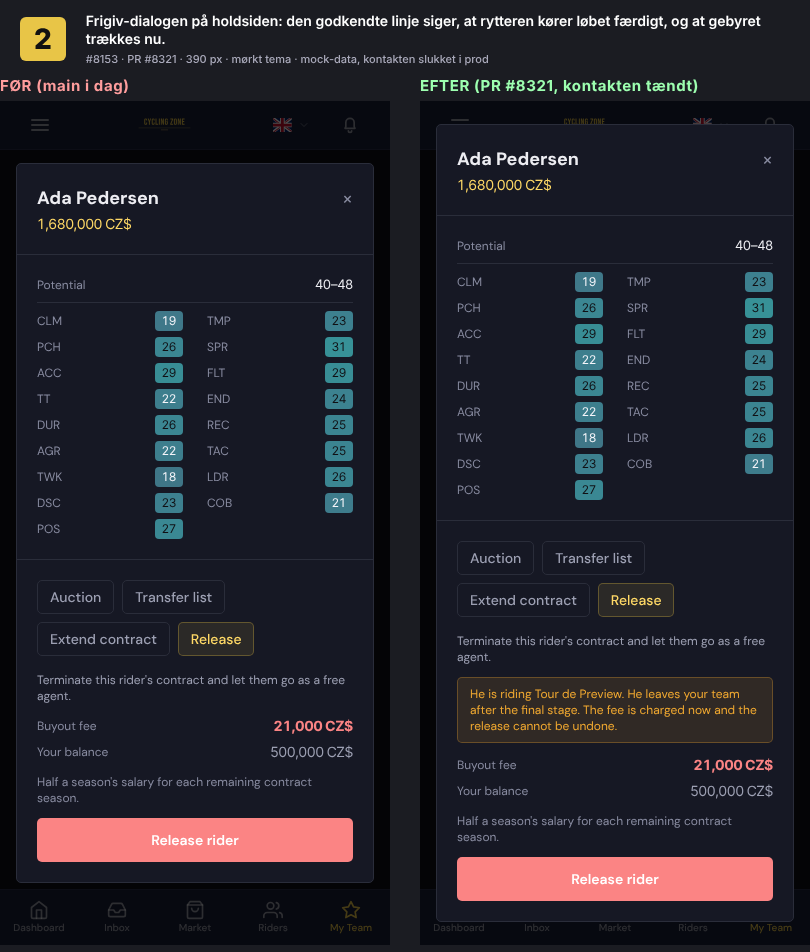 2
Frigiv-dialogen på holdsiden: den godkendte linje siger, at rytteren kører løbet færdigt, og at gebyret
trækkes nu.
#8153 · PR #8321 · 390 px · mørkt tema · mock-data, kontakten slukket i prod
FØR (main i dag)
CYCLING ZONE
Ada Pedersen
×
1,680,000 CZ$
Potential 40–48
CLM 19 TMP 23
PCH 26 SPR 31
ACC 29 FLT 29
TT 22 END 24
DUR 26 REC 25
AGR 22 TAC 25
TWK 18 LDR 26
DSC 23 COB 21
POS 27
Auction Transfer list
Extend contract Release
Terminate this rider's contract and let them go as a free
agent.
Buyout fee 21,000 CZ$
Your balance 500,000 CZ$
Half a season's salary for each remaining contract
season.
Release rider
Dashboard Inbox Market Riders My Team
EFTER (PR #8321, kontakten tændt)
CYCLING ZONE
Ada Pedersen
×
1,680,000 CZ$
Potential 40–48
CLM 19 TMP 23
PCH 26 SPR 31
ACC 29 FLT 29
TT 22 END 24
DUR 26 REC 25
AGR 22 TAC 25
TWK 18 LDR 26
DSC 23 COB 21
POS 27
Auction Transfer list
Extend contract Release
Terminate this rider's contract and let them go as a free
agent.
He is riding Tour de Preview. He leaves your team
after the final stage. The fee is charged now and the
release cannot be undone.
Buyout fee 21,000 CZ$
Your balance 500,000 CZ$
Half a season's salary for each remaining contract
season.
Release rider
Dashboard Inbox Market Riders My Team